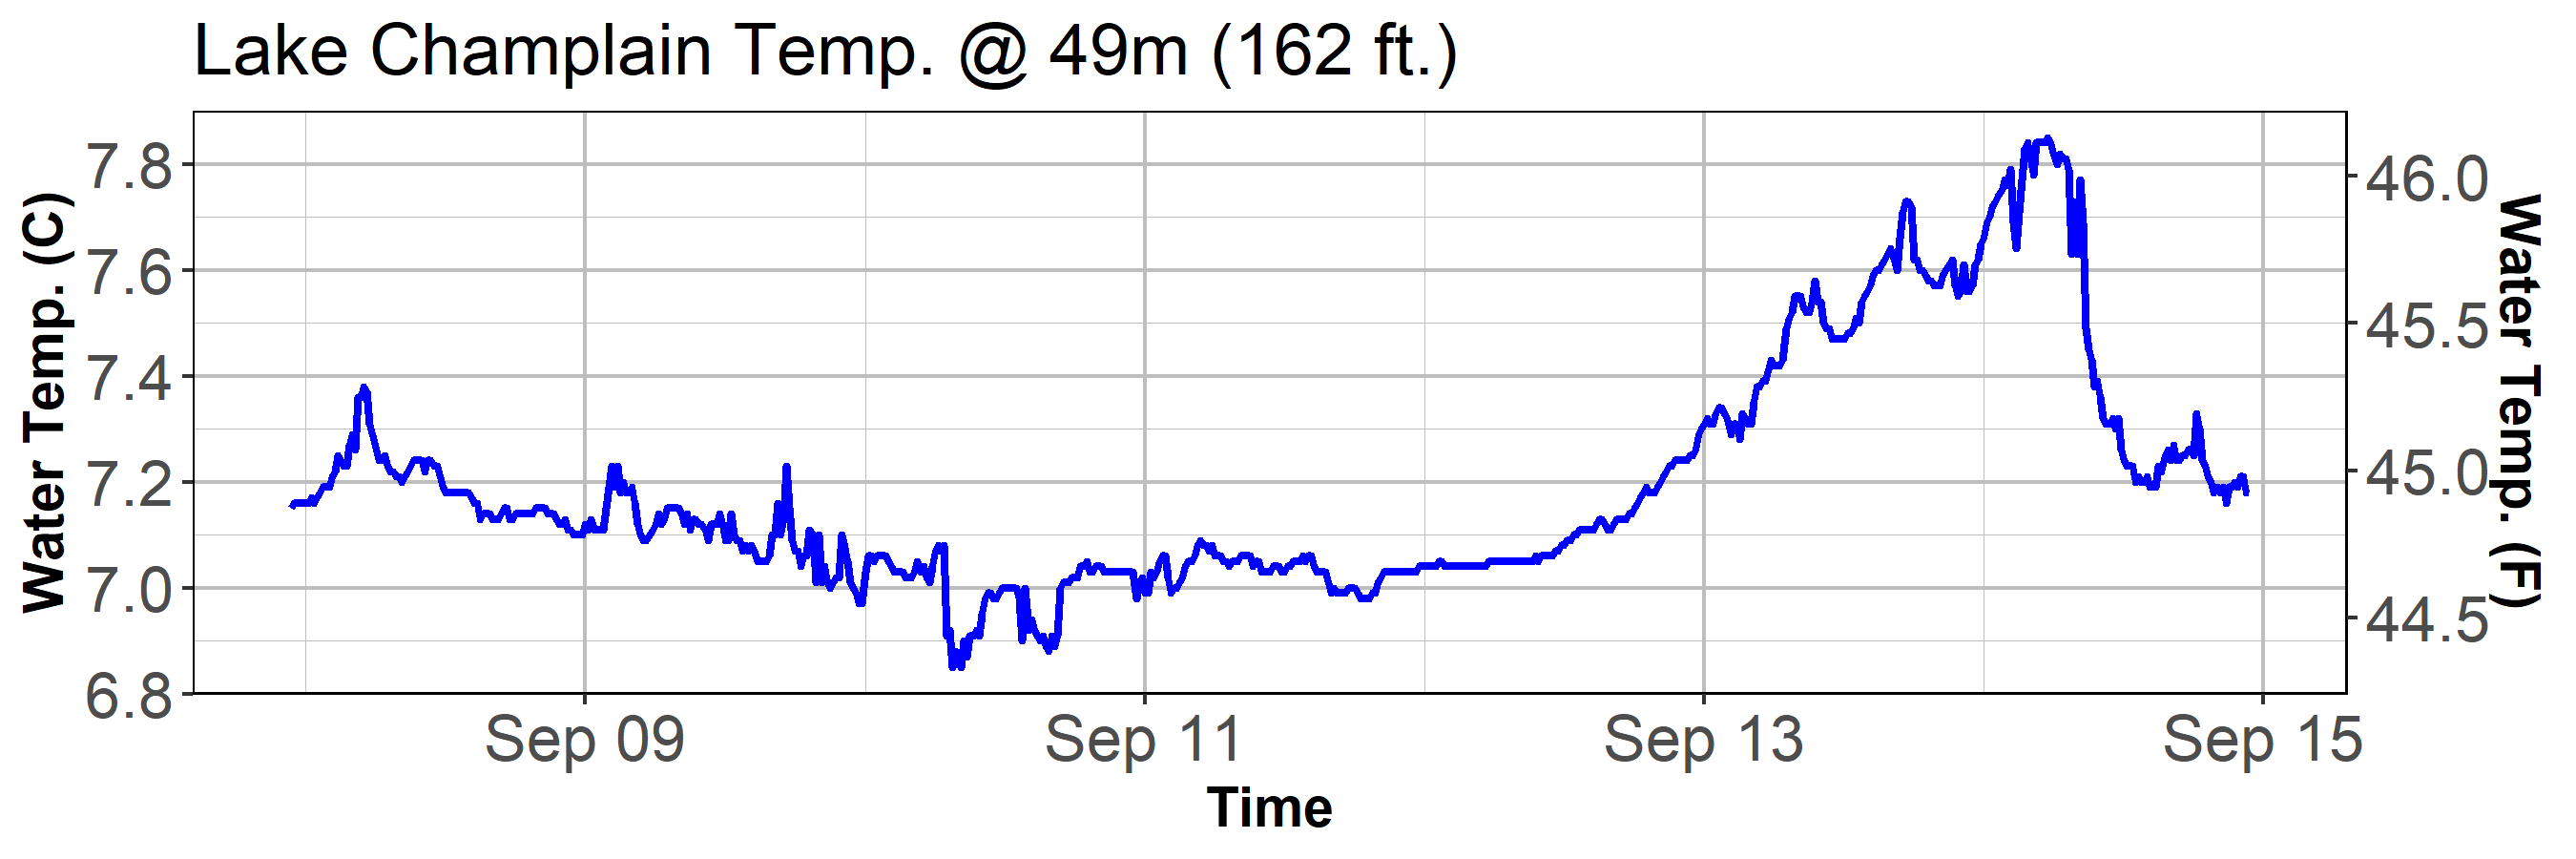 Lake Champlain Temp. @ 49m (162 ft.)
Water Temp. (C)
7.8
7.6
7.4
7.2
7.0
6.8
46.0
45.5
45.0
44.5
Water Temp. (F)
Sep 09 Sep 11 Sep 13 Sep 15
Time